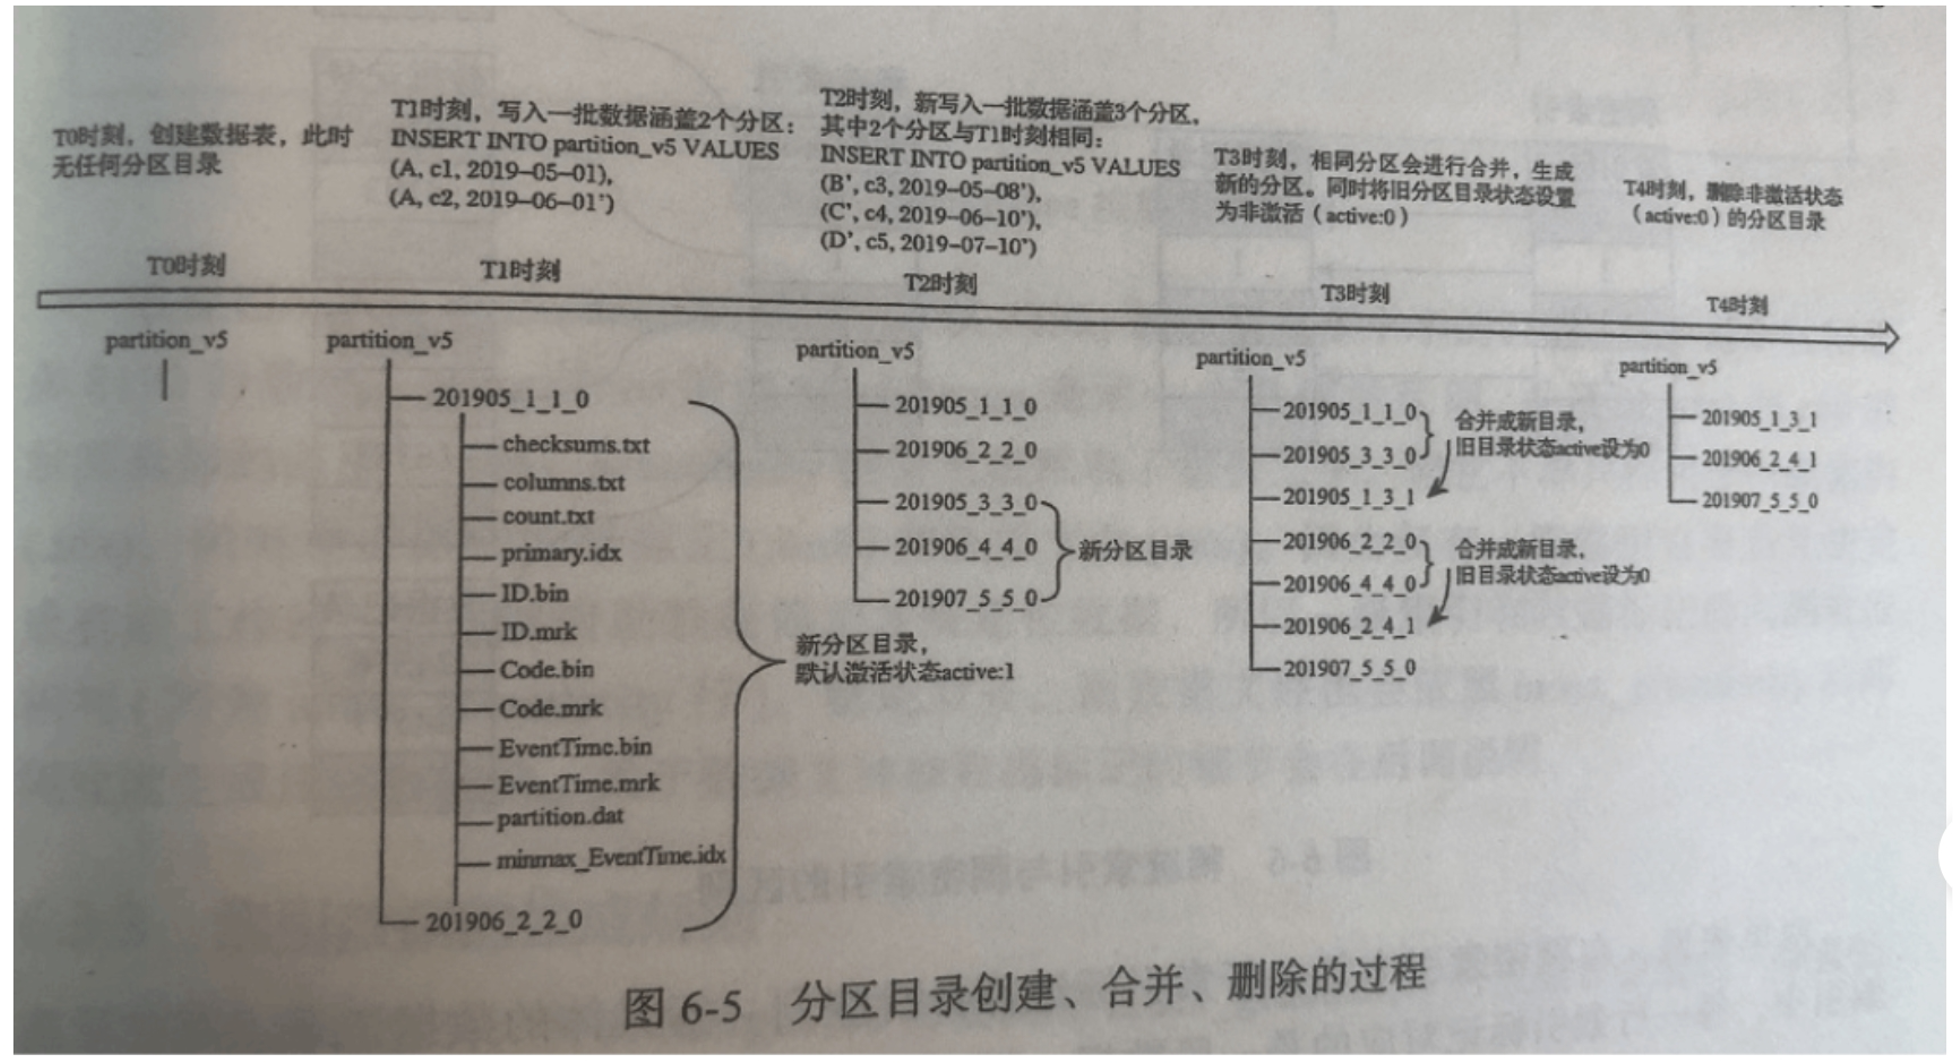 T0时刻，创建数据表，此时
无任何分区目录
T1时刻，写入一批数据涵盖2个分区：
INSERT INTO partition_v5 VALUES
(A, c1, 2019–05–01),
(A, c2, 2019–06–01’)
T2时刻，新写入一批数据涵盖3个分区，
其中2个分区与T1时刻相同：
INSERT INTO partition_v5 VALUES
(B’, c3, 2019–05–08’),
(C’, c4, 2019–06–10’),
(D’, c5, 2019–07–10’)
T3时刻，相同分区会进行合并，生成
新的分区。同时将旧分区目录状态设置
为非激活（active:0）
T4时刻，删除非激活状态
（active:0）的分区目录
T0时刻
T1时刻
T2时刻
T3时刻
T4时刻
partition_v5
partition_v5
201905_1_1_0
checksums.txt
columns.txt
count.txt
primary.idx
ID.bin
ID.mrk
Code.bin
Code.mrk
EventTime.bin
EventTime.mrk
partition.dat
minmax_EventTime.idx
201906_2_2_0
新分区目录，
默认激活状态active:1
partition_v5
201905_1_1_0
201906_2_2_0
201905_3_3_0
201906_4_4_0
201907_5_5_0
新分区目录
partition_v5
201905_1_1_0
201905_3_3_0
201905_1_3_1
201906_2_2_0
201906_4_4_0
201906_2_4_1
201907_5_5_0
合并成新目录，
旧目录状态active设为0
合并成新目录，
旧目录状态active设为0
partition_v5
201905_1_3_1
201906_2_4_1
201907_5_5_0
图 6-5 分区目录创建、合并、删除的过程